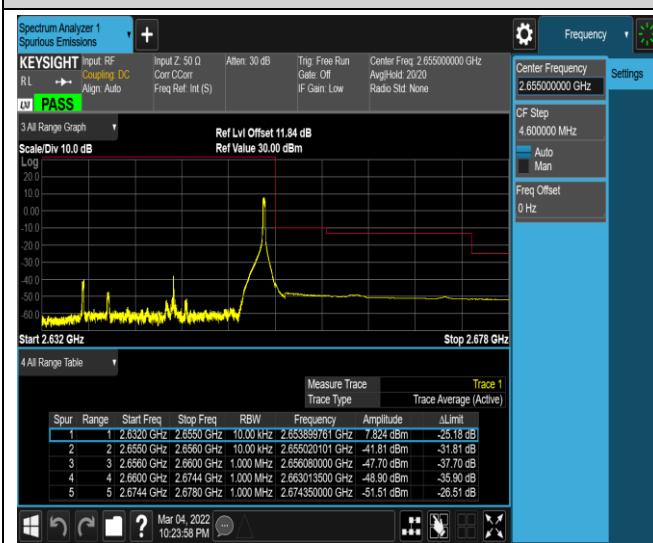 Spectrum Analyzer 1
Spurious Emissions
+
Frequency
KEYSIGHT Input: RF Input Z: 50 Ω Atten: 30 dB Trig: Free Run Center Freq: 2.655000000 GHz
RL Coupling: DC Corr CCorr Gate: Off Avg|Hold: 20/20
Align: Auto Freq Ref: Int (S) IF Gain: Low Radio Std: None
PASS
Center Frequency
2.655000000 GHz
Settings
CF Step
4.600000 MHz
Auto
Man
Freq Offset
0 Hz
3 All Range Graph
Ref Lvl Offset 11.84 dB
Scale/Div 10.0 dB Ref Value 30.00 dBm
Log
20.0
10.0
0.00
-10.0
-20.0
-30.0
-40.0
-50.0
-60.0
Start 2.632 GHz Stop 2.678 GHz
4 All Range Table
Measure Trace Trace 1
Trace Type Trace Average (Active)
Spur Range Start Freq Stop Freq RBW Frequency Amplitude ΔLimit
1 1 2.6320 GHz 2.6550 GHz 10.00 kHz 2.653899761 GHz 7.824 dBm -25.18 dB
2 2 2.6550 GHz 2.6560 GHz 10.00 kHz 2.655020101 GHz -41.81 dBm -31.81 dB
3 3 2.6560 GHz 2.6600 GHz 1.000 MHz 2.656080000 GHz -47.70 dBm -37.70 dB
4 4 2.6600 GHz 2.6744 GHz 1.000 MHz 2.663013500 GHz -48.90 dBm -35.90 dB
5 5 2.6744 GHz 2.6780 GHz 1.000 MHz 2.674350000 GHz -51.51 dBm -26.51 dB
? Mar 04, 2022
10:23:58 PM